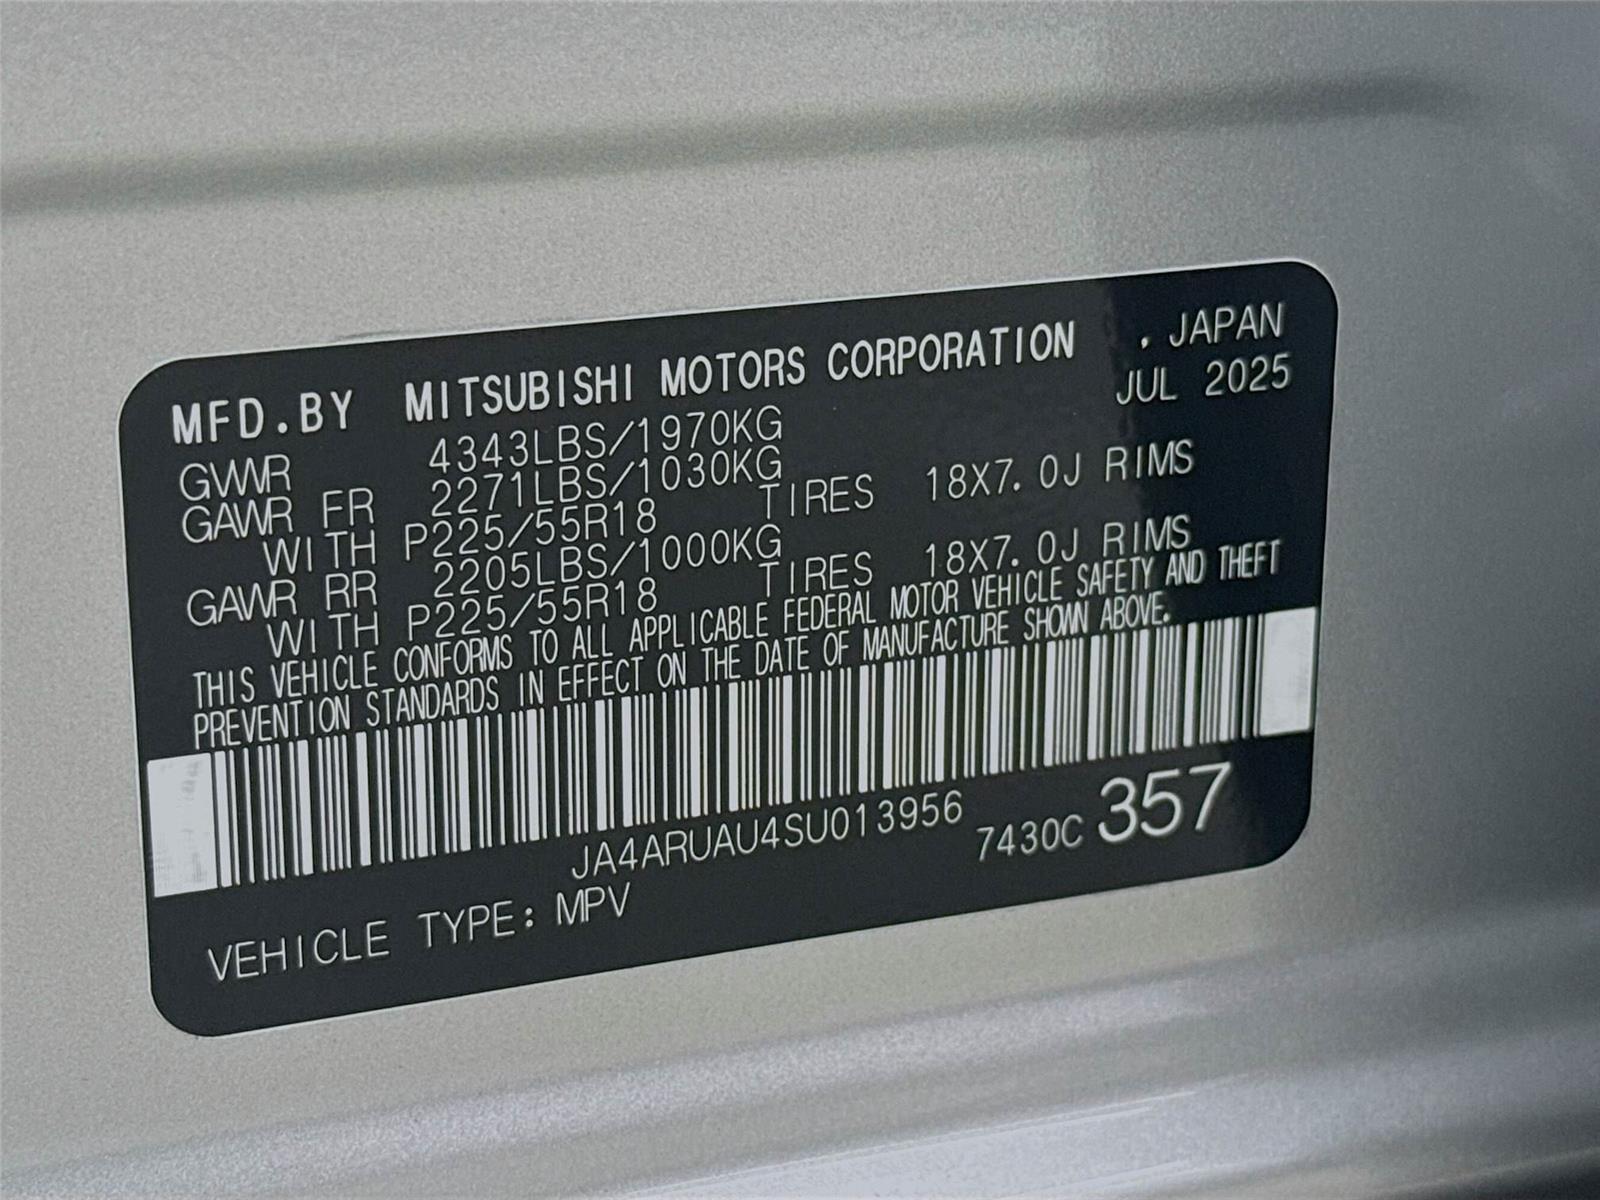 MFD.BY MITSUBISHI MOTORS CORPORATION , JAPAN
JUL 2025
GVWR 4343LBS/1970KG
GAWR FR 2271LBS/1030KG
WITH P225/55R18 TIRES 18X7.0J RIMS
GAWR RR 2205LBS/1000KG
WITH P225/55R18 TIRES 18X7.0J RIMS
THIS VEHICLE CONFORMS TO ALL APPLICABLE FEDERAL MOTOR VEHICLE SAFETY AND THEFT
PREVENTION STANDARDS IN EFFECT ON THE DATE OF MANUFACTURE SHOWN ABOVE.
JA4ARUAU4SU013956
7430C 357
VEHICLE TYPE: MPV